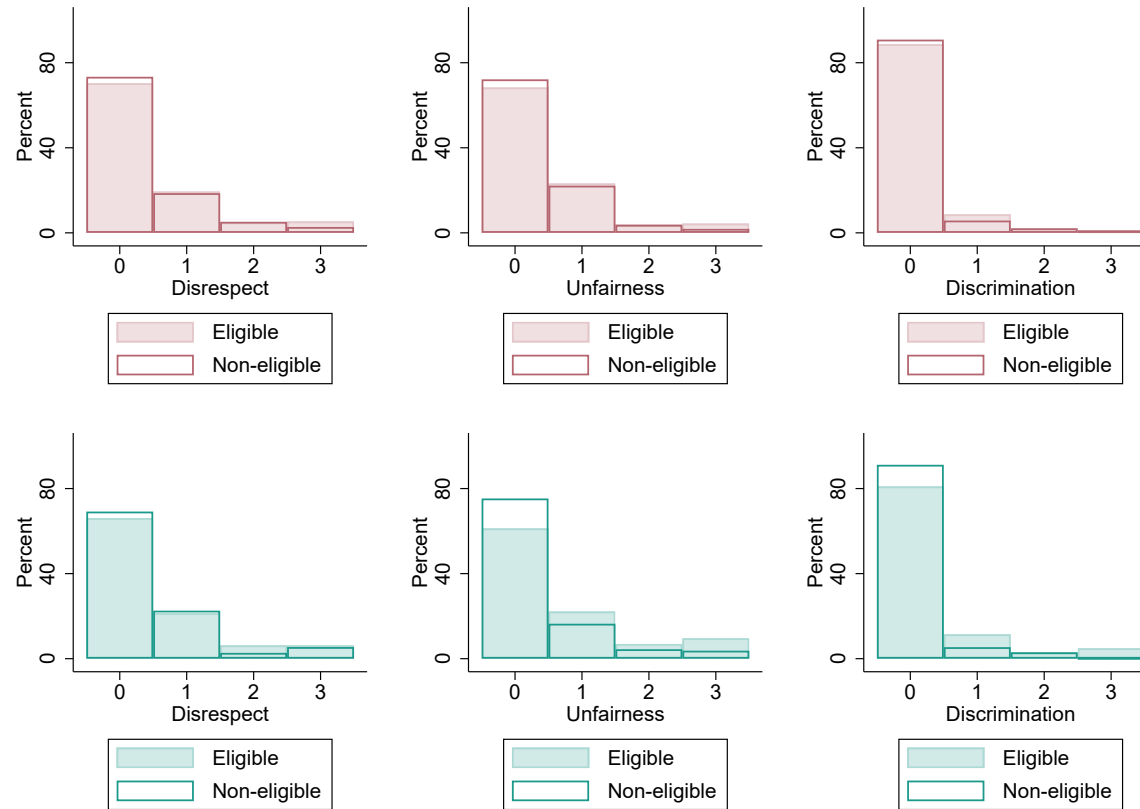 Percent
80
40
0
0 1 2 3
Disrespect
Eligible
Non-eligible
Percent
80
40
0
0 1 2 3
Unfairness
Eligible
Non-eligible
Percent
80
40
0
0 1 2 3
Discrimination
Eligible
Non-eligible
Percent
80
40
0
0 1 2 3
Disrespect
Eligible
Non-eligible
Percent
80
40
0
0 1 2 3
Unfairness
Eligible
Non-eligible
Percent
80
40
0
0 1 2 3
Discrimination
Eligible
Non-eligible